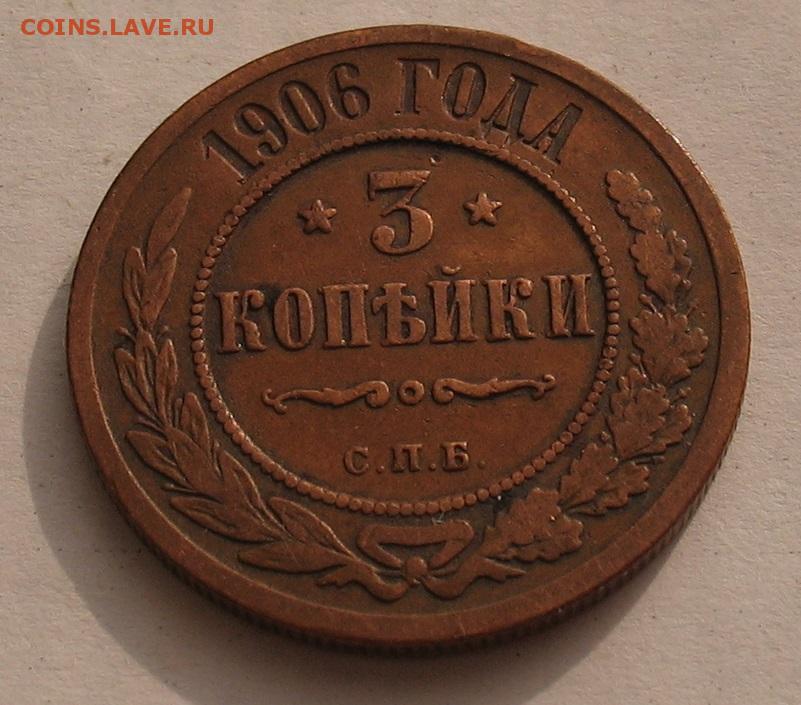 COINS.LAVE.RU
1906 ГОДА
3
КОПѢЙКИ
С.П.Б.